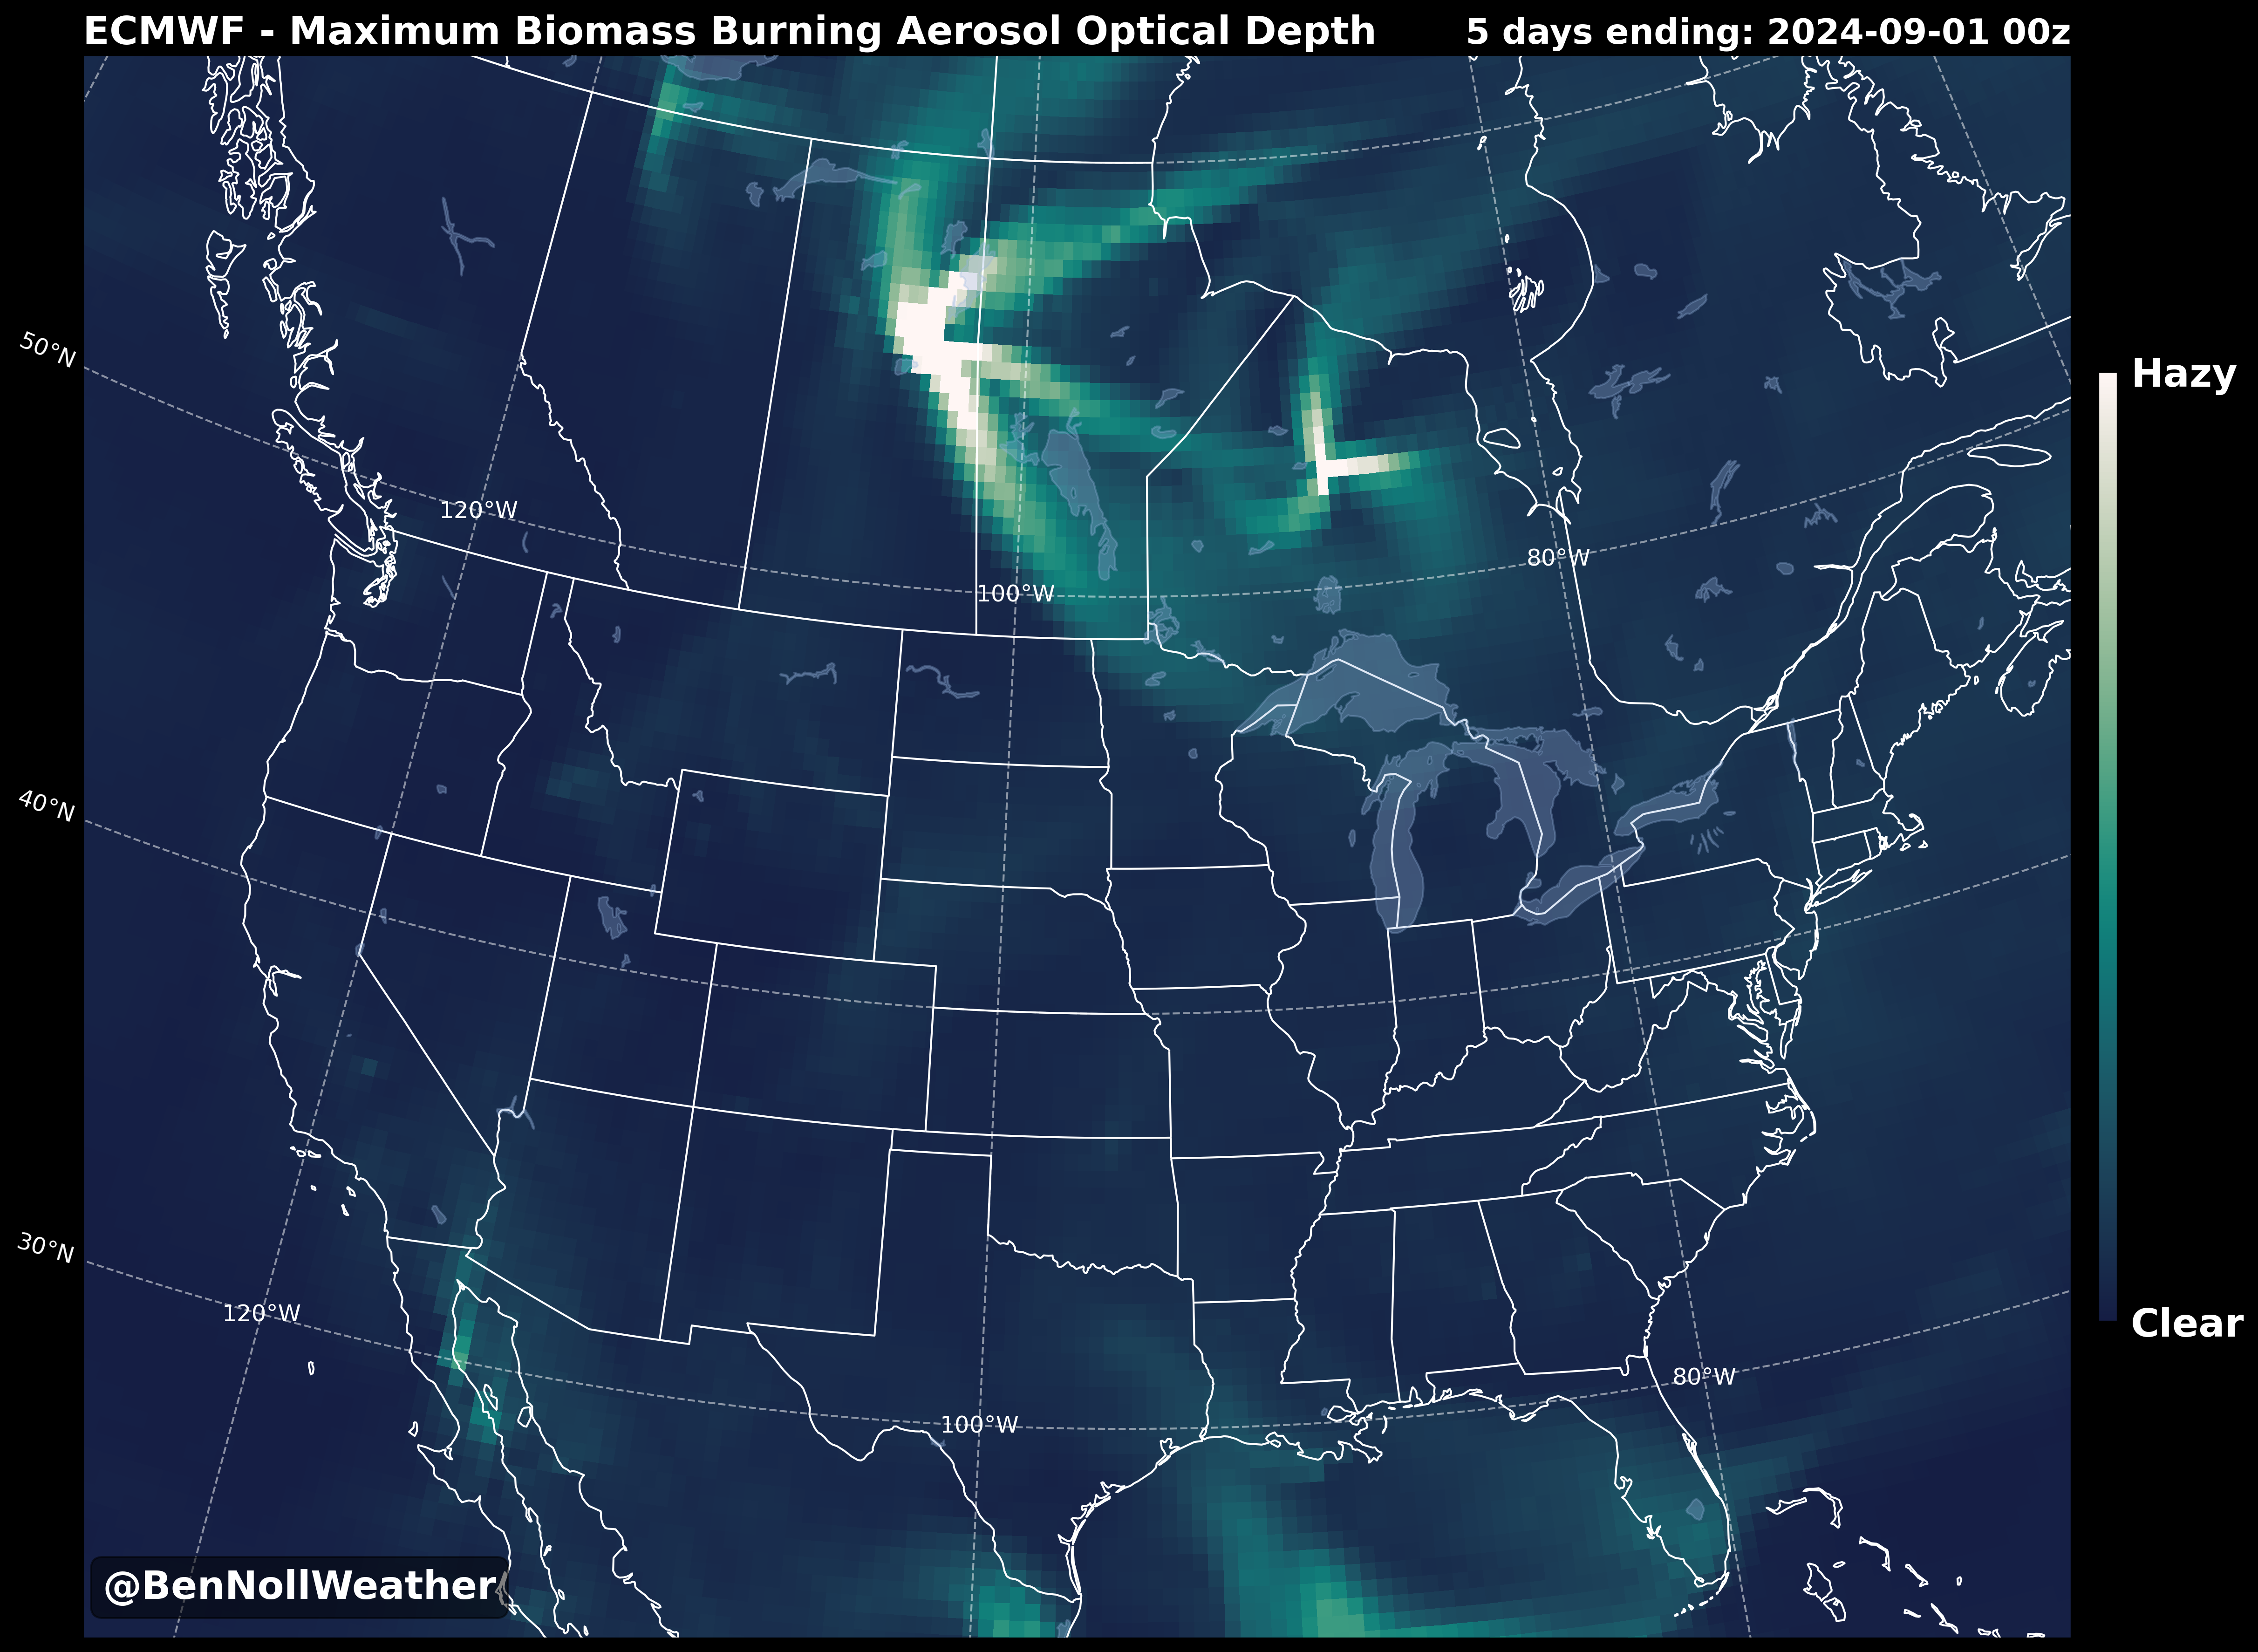 ECMWF - Maximum Biomass Burning Aerosol Optical Depth
5 days ending: 2024-09-01 00z
50°N
Hazy
120°W
80°W
100°W
40°N
30°N
120°W
Clear
80°W
100°W
@BenNollWeather